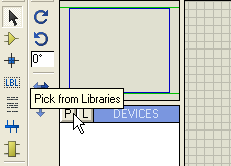 0°
LBL
Pick from Libraries
P L DEVICES